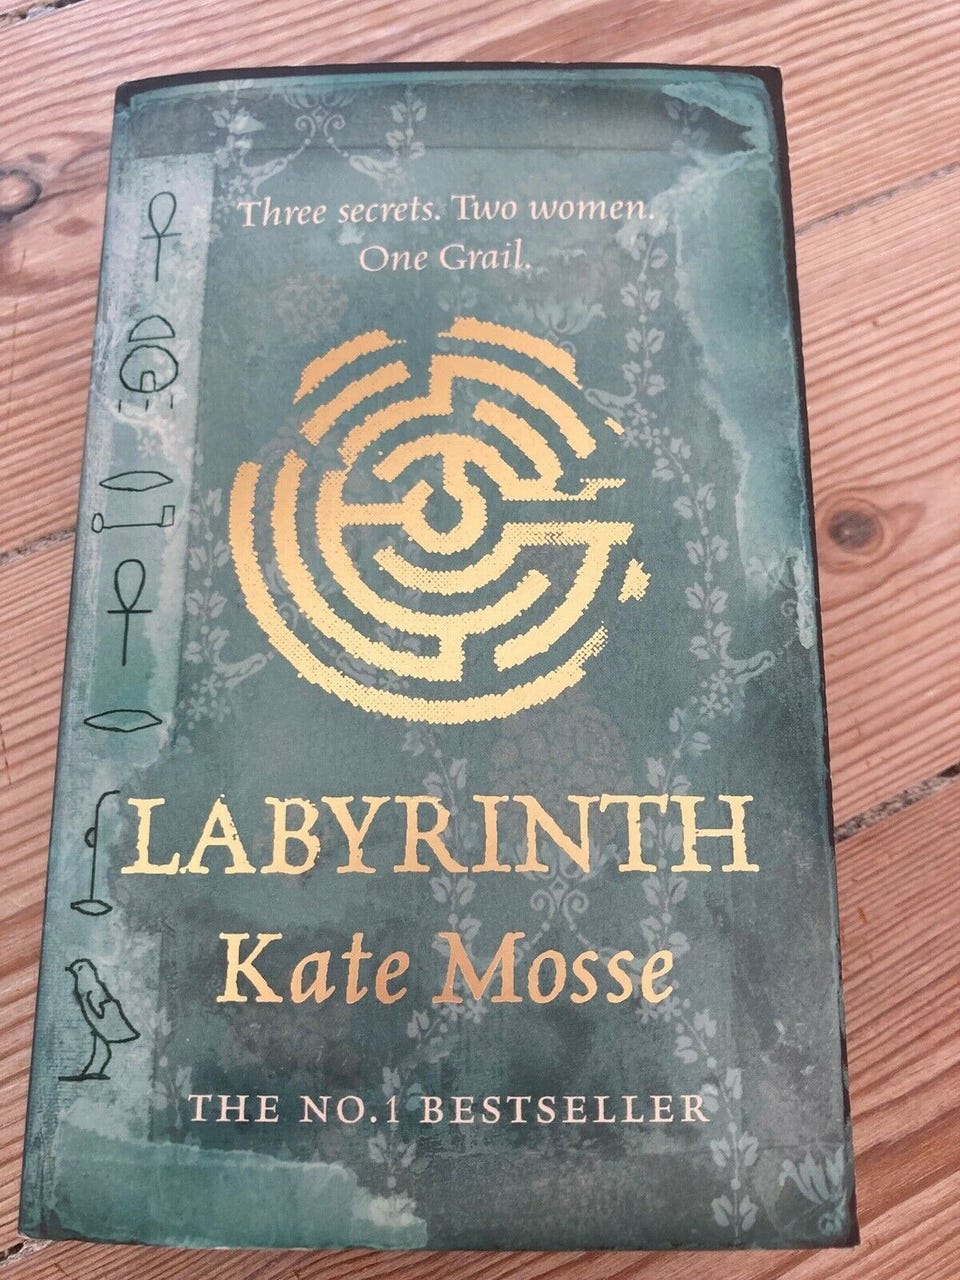 Three secrets. Two women.
One Grail.
LABYRINTH
Kate Mosse
THE NO.1 BESTSELLER